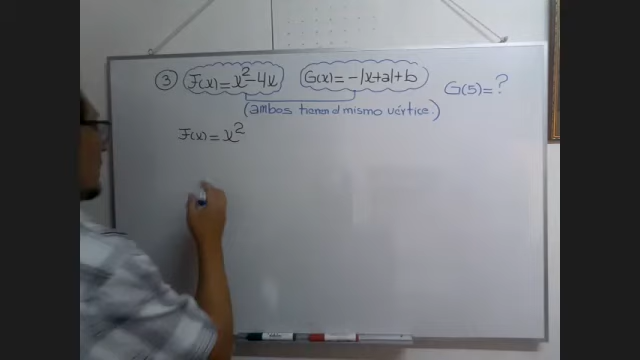 ③ F(x)=x²-4x G(x)=-|x+a|+b G(5)=?
(ambos tienen el mismo vértice.)
F(x)=x²